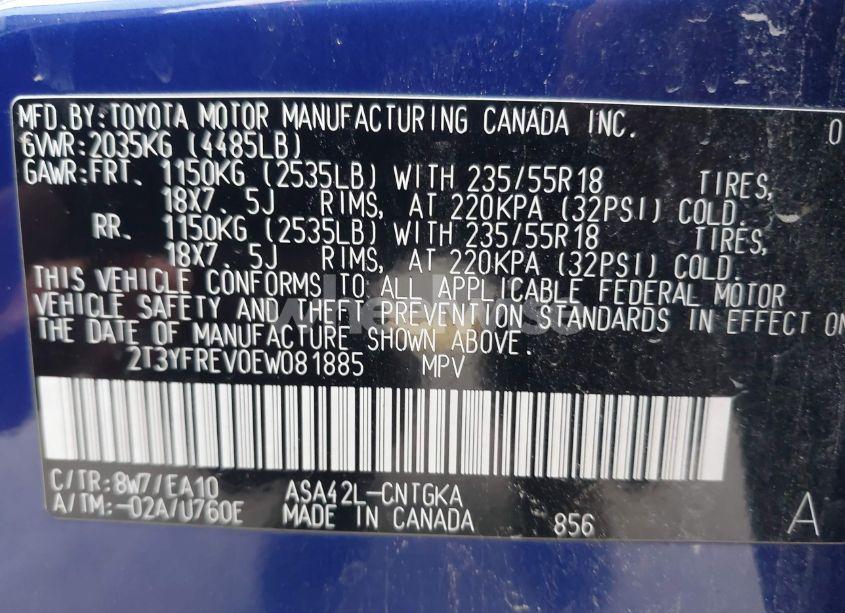 MFD.BY:TOYOTA MOTOR MANUFACTURING CANADA INC. 0
GVWR:2035KG (4485LB)
GAWR:FRT. 1150KG (2535LB) WITH 235/55R18 TIRES,
18X7.5J RIMS, AT 220KPA (32PSI) COLD.
RR. 1150KG (2535LB) WITH 235/55R18 TIRES,
18X7.5J RIMS, AT 220KPA (32PSI) COLD.
THIS VEHICLE CONFORMS TO ALL APPLICABLE FEDERAL MOTOR
VEHICLE SAFETY AND THEFT PREVENTION STANDARDS IN EFFECT ON
THE DATE OF MANUFACTURE SHOWN ABOVE.
2T3YFREV0EW081885 MPV
C/TR:8W7/EA10 ASA42L-CNTGKA
A/TM:-02A/U760E MADE IN CANADA 856 A